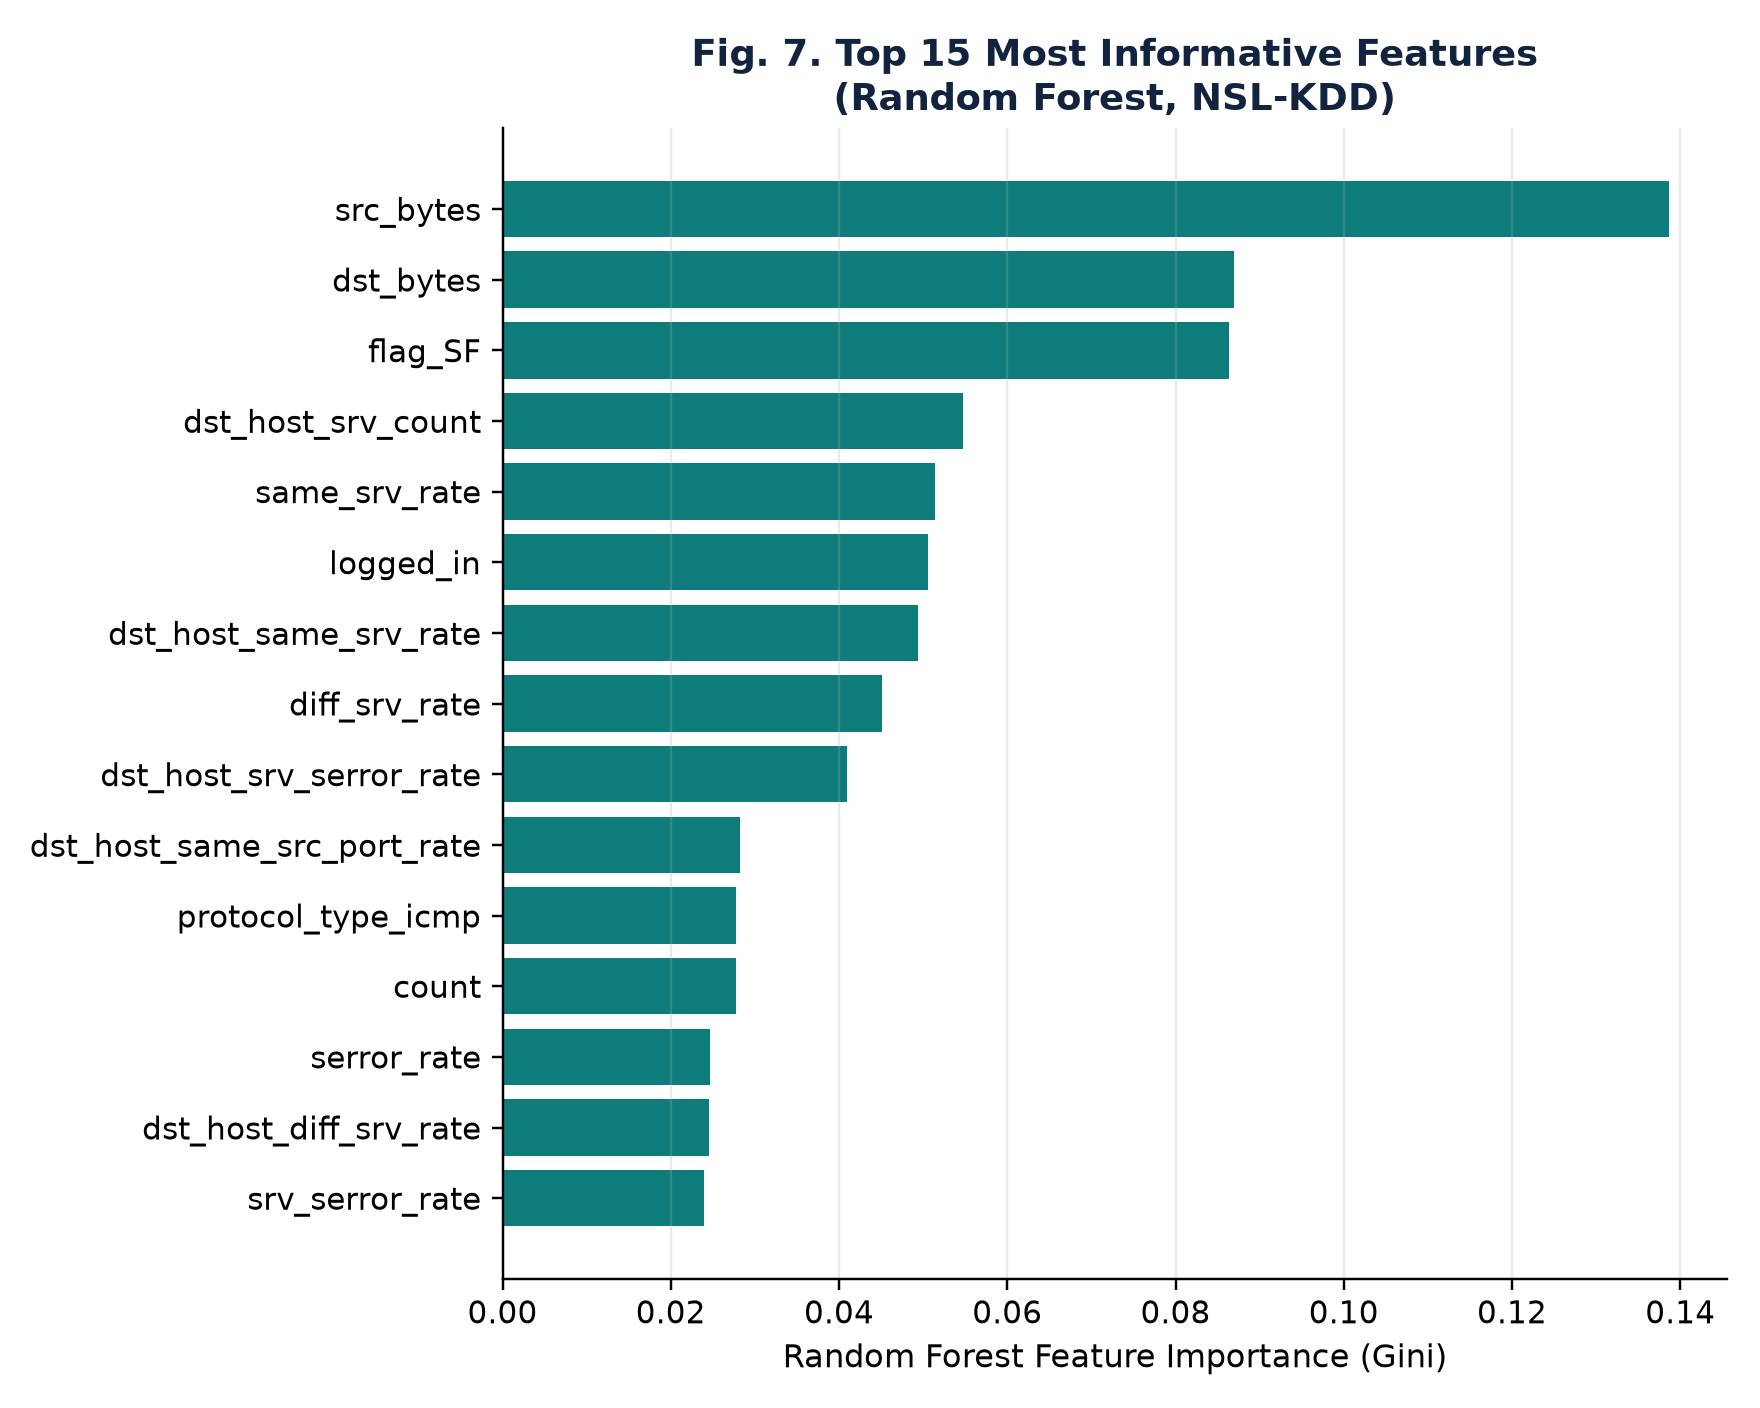 Fig. 7. Top 15 Most Informative Features
(Random Forest, NSL-KDD)
src_bytes
dst_bytes
flag_SF
dst_host_srv_count
same_srv_rate
logged_in
dst_host_same_srv_rate
diff_srv_rate
dst_host_srv_serror_rate
dst_host_same_src_port_rate
protocol_type_icmp
count
serror_rate
dst_host_diff_srv_rate
srv_serror_rate
0.00 0.02 0.04 0.06 0.08 0.10 0.12 0.14
Random Forest Feature Importance (Gini)